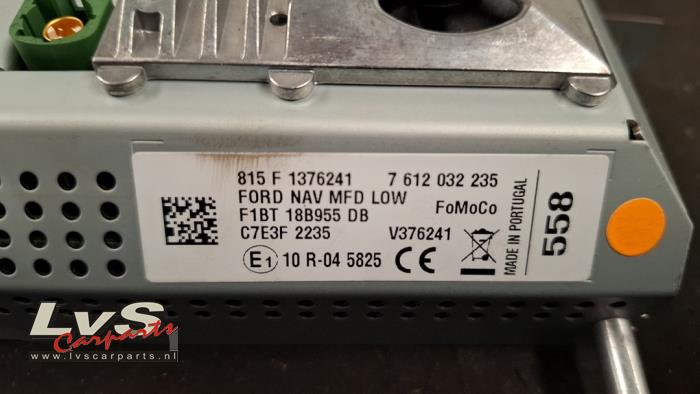 815 F 1376241 7 612 032 235
FORD NAV MFD LOW
F1BT 18B955 DB FoMoCo
C7E3F 2235 V376241
E1 10 R-04 5825 CE
MADE IN PORTUGAL
558
LvS
Carparts
www.lvscarparts.nl